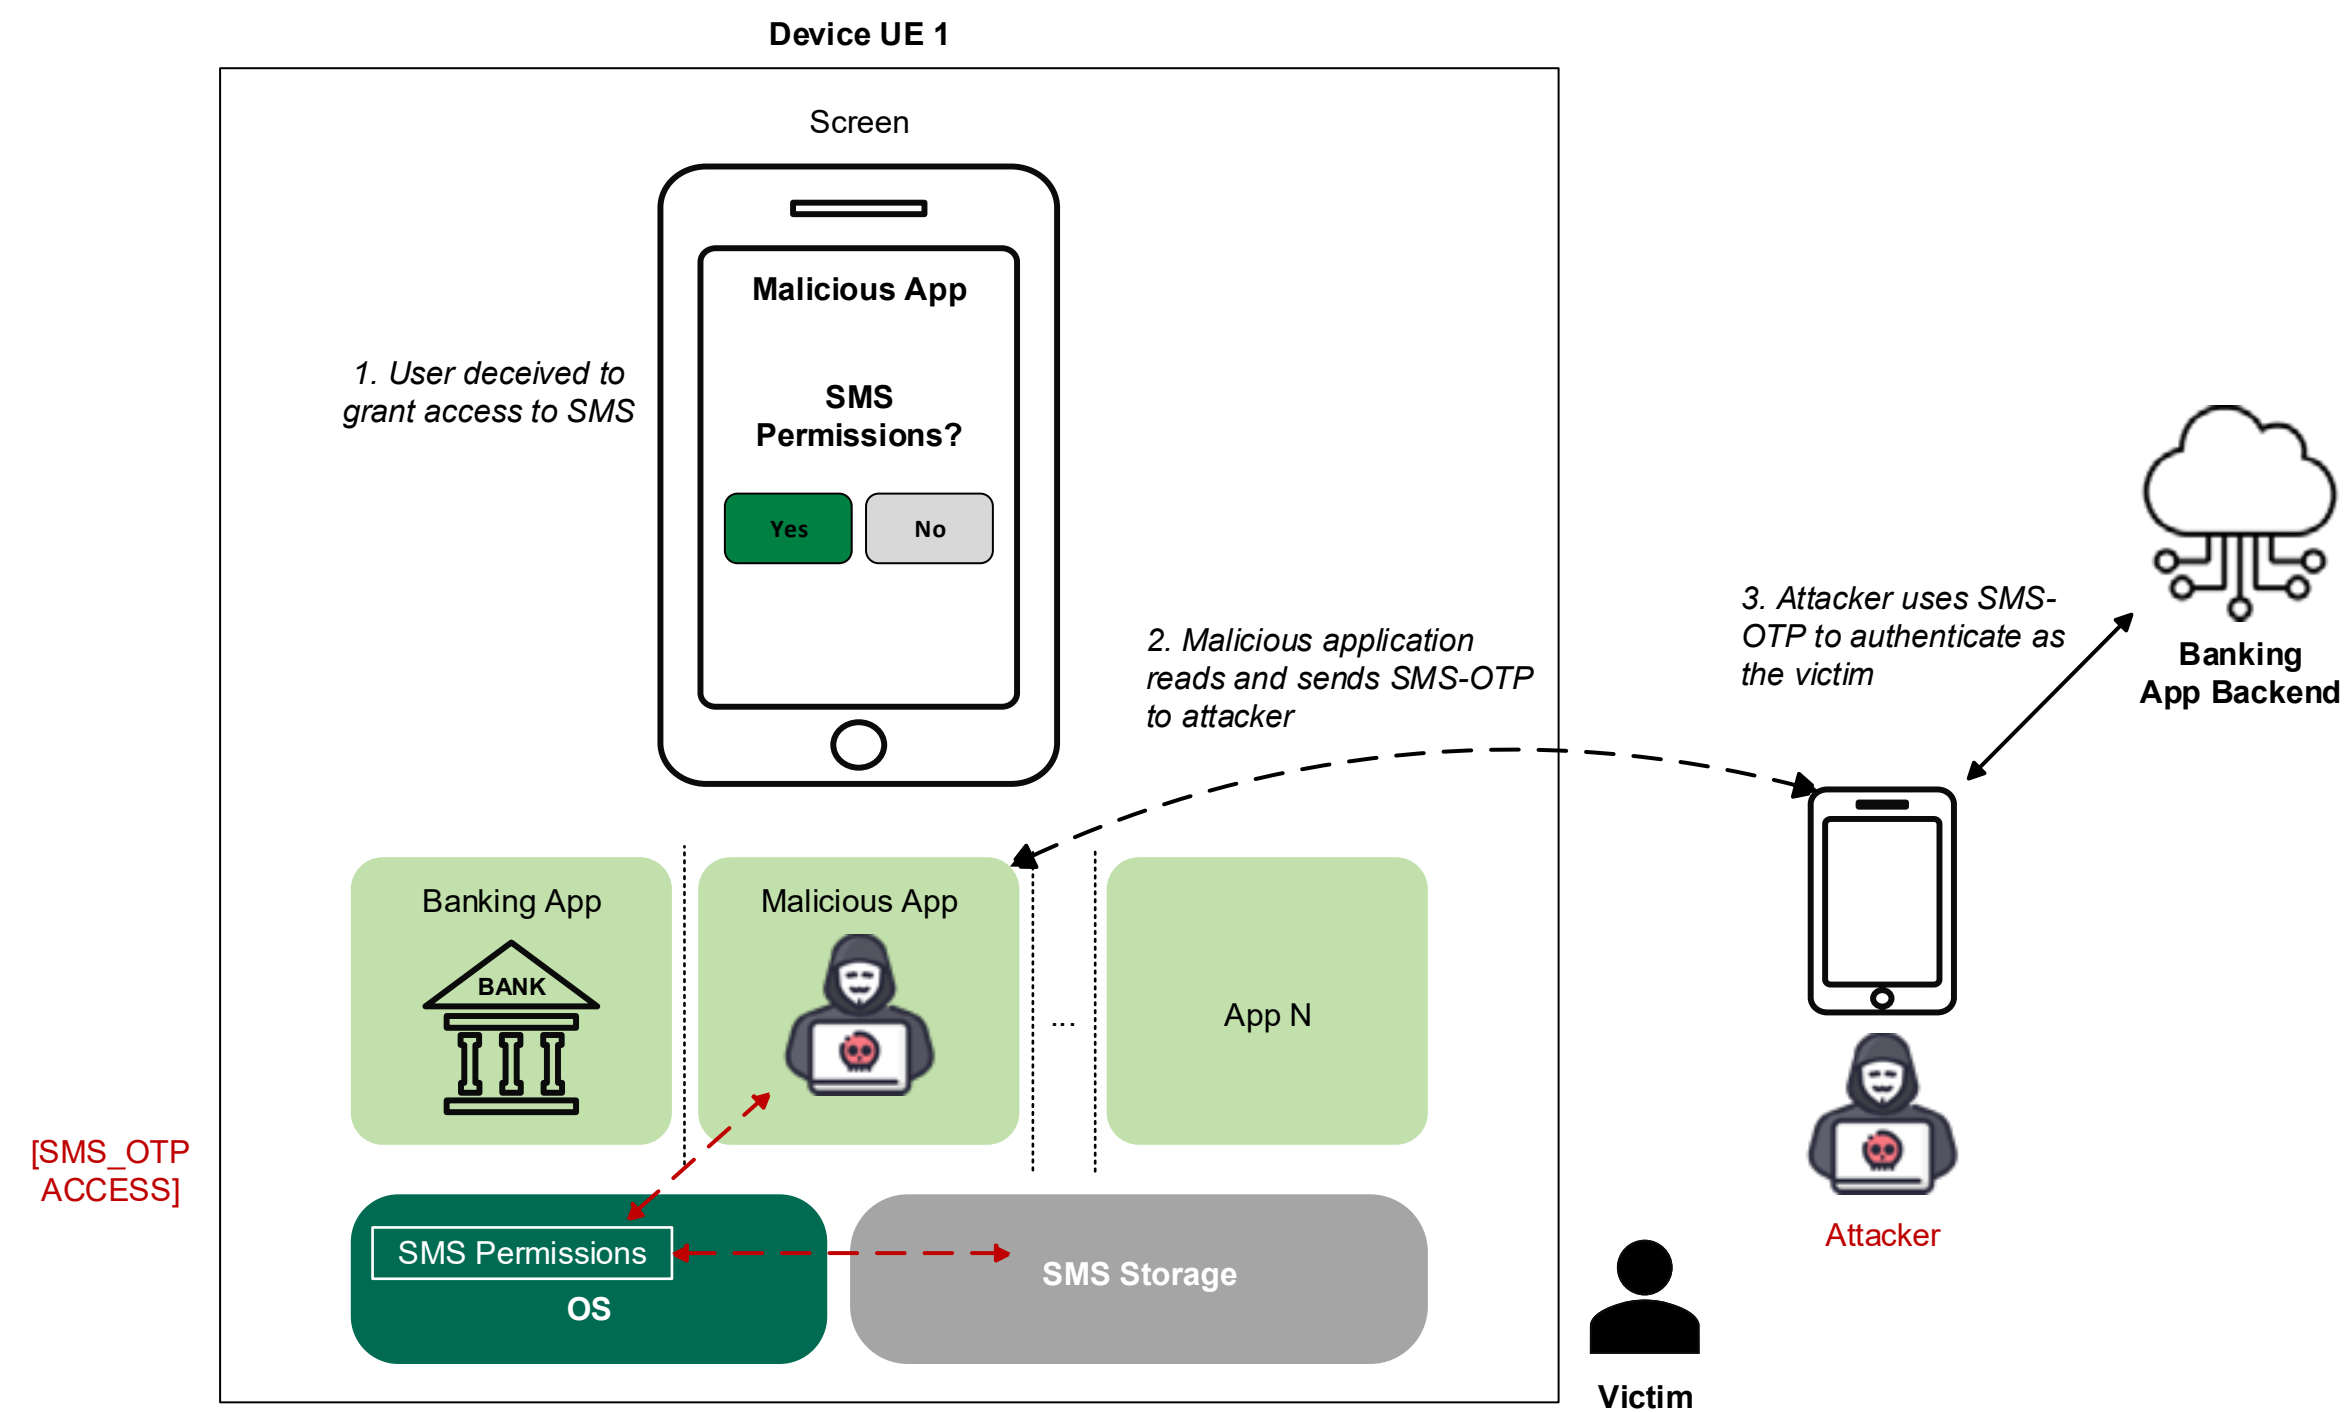 Device UE 1
Screen
Malicious App
SMS
Permissions?
Yes
No
1. User deceived to
grant access to SMS
2. Malicious application
reads and sends SMS-OTP
to attacker
3. Attacker uses SMS-
OTP to authenticate as
the victim
Banking
App Backend
Banking App
BANK
Malicious App
...
App N
[SMS_OTP
ACCESS]
SMS Permissions
OS
SMS Storage
Attacker
Victim